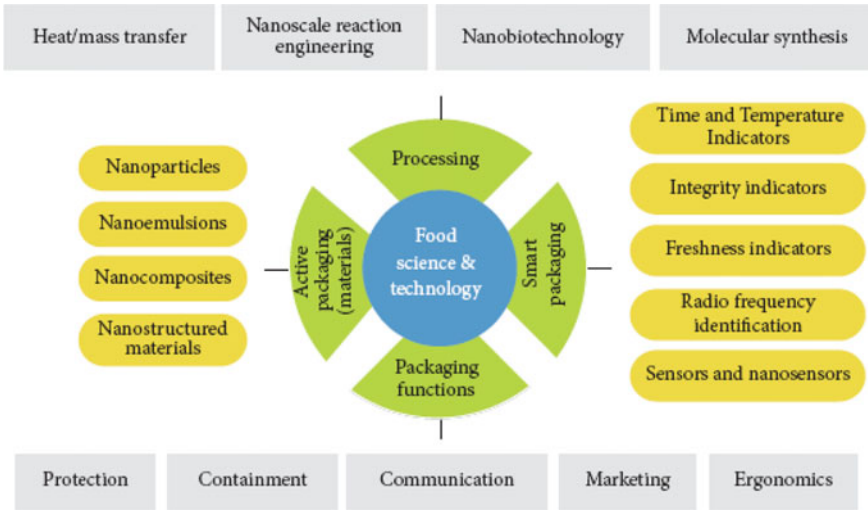 Heat/mass transfer
Nanoscale reaction
engineering
Nanobiotechnology
Molecular synthesis
Processing
Nanoparticles
Nanoemulsions
Nanocomposites
Nanostructured
materials
Active
packaging
(materials)
Food
science &
technology
Smart
packaging
Time and Temperature
Indicators
Integrity indicators
Freshness indicators
Radio frequency
identification
Sensors and nanosensors
Packaging
functions
Protection
Containment
Communication
Marketing
Ergonomics